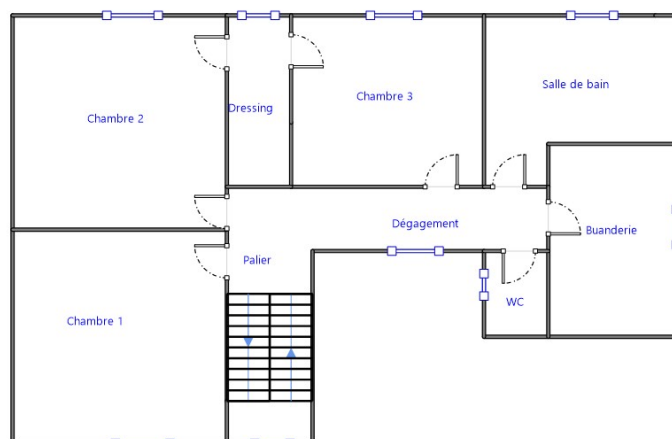 Salle de bain
Chambre 3
Dressing
Chambre 2
Dégagement
Buanderie
Palier
WC
Chambre 1